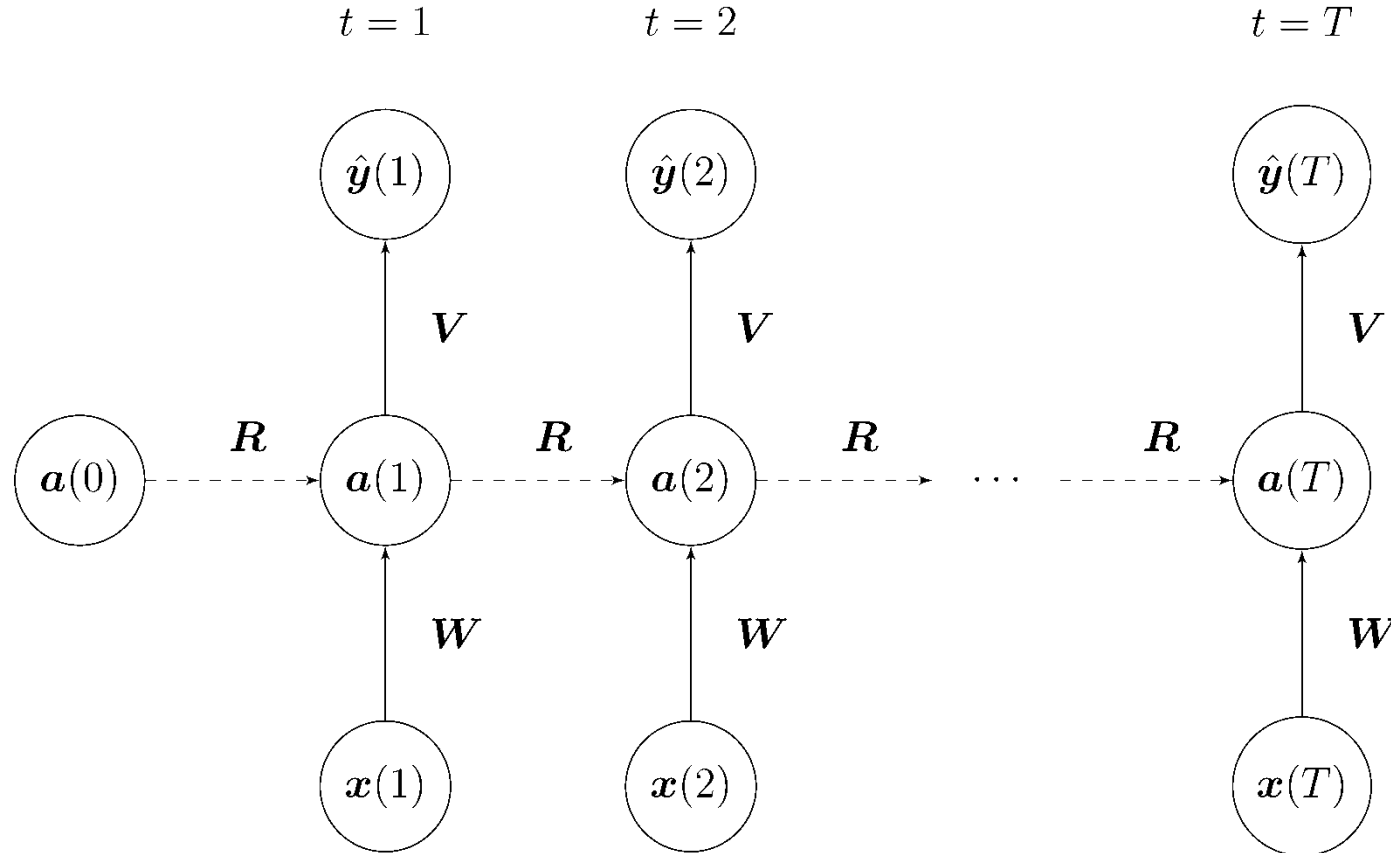 t = 1 t = 2 t = T
ŷ(1) ŷ(2) ŷ(T)
V V V
R R R R
a(0) a(1) a(2) ··· a(T)
W W W
x(1) x(2) x(T)